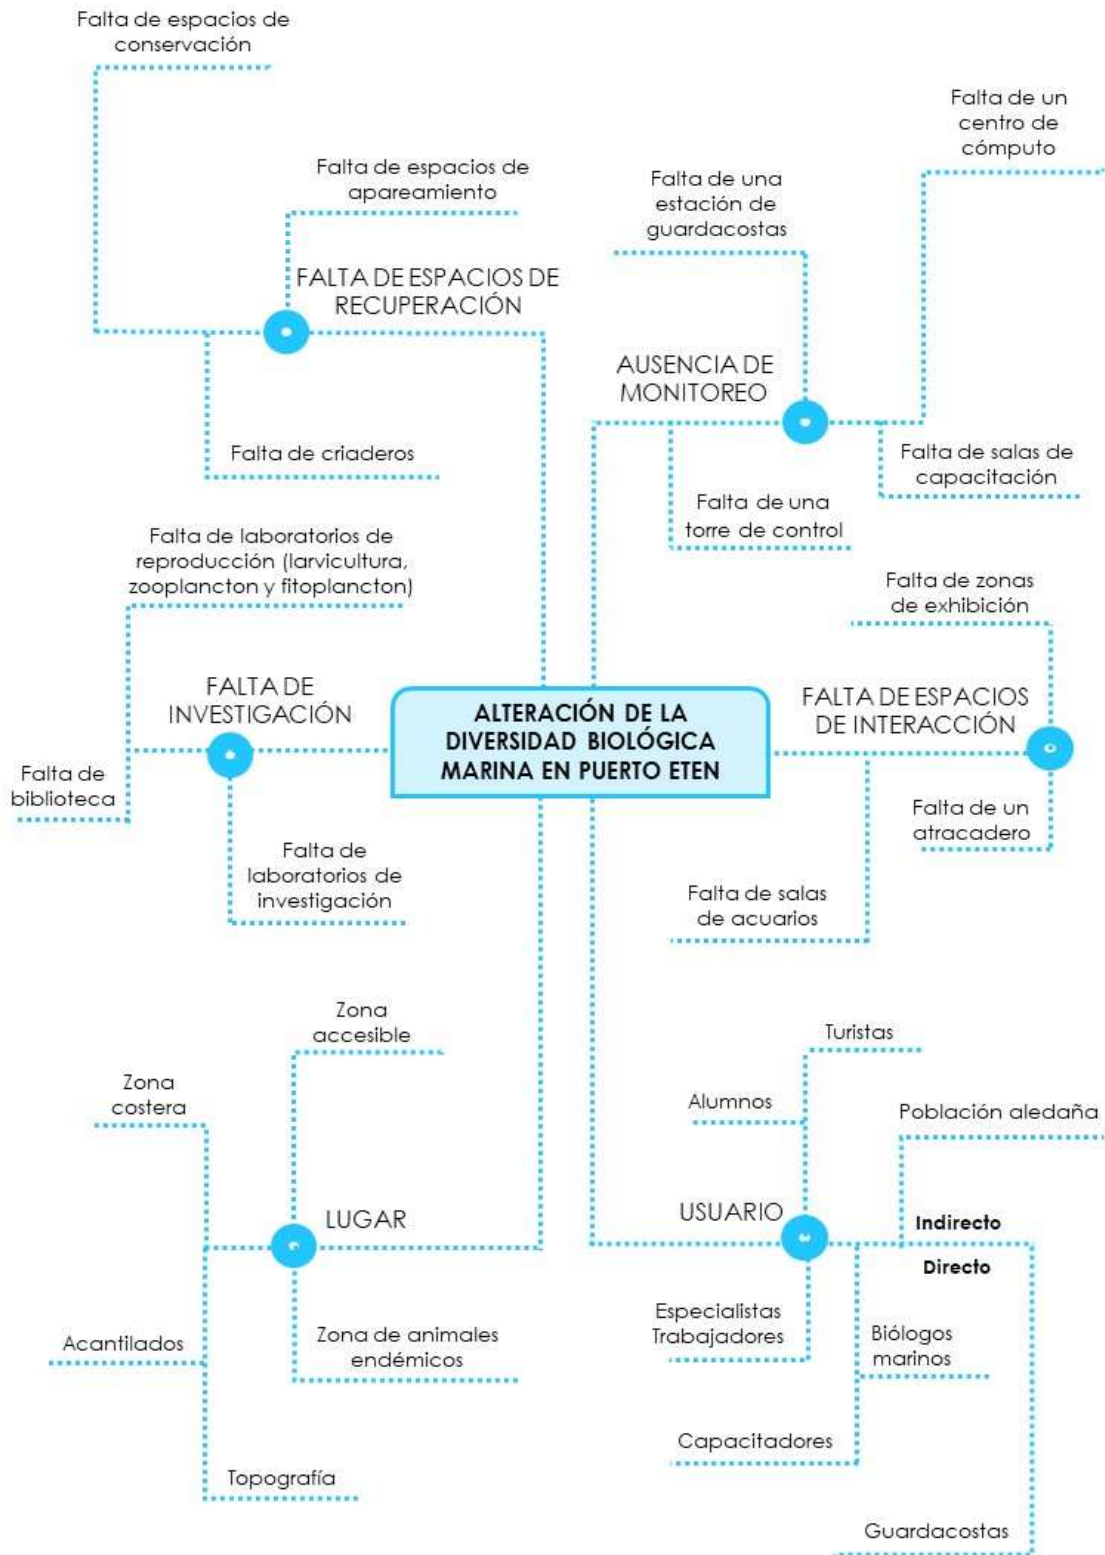 Falta de espacios de
conservación
Falta de espacios de
apareamiento
FALTA DE ESPACIOS DE
RECUPERACIÓN
Falta de criaderos
Falta de un
centro de
cómputo
Falta de una
estación de
guardacostas
AUSENCIA DE
MONITOREO
Falta de salas de
capacitación
Falta de una
torre de control
Falta de laboratorios de
reproducción (larvicultura,
zooplancton y fitoplancton)
FALTA DE
INVESTIGACIÓN
Falta de
biblioteca
Falta de
laboratorios de
investigación
ALTERACIÓN DE LA
DIVERSIDAD BIOLÓGICA
MARINA EN PUERTO ETEN
Falta de zonas
de exhibición
FALTA DE ESPACIOS
DE INTERACCIÓN
Falta de un
atracadero
Falta de salas
de acuarios
Zona
accesible
Zona
costera
LUGAR
Acantilados
Zona de animales
endémicos
Topografía
Turistas
Alumnos
Población aledaña
USUARIO
Indirecto
Directo
Especialistas
Trabajadores
Biólogos
marinos
Capacitadores
Guardacostas